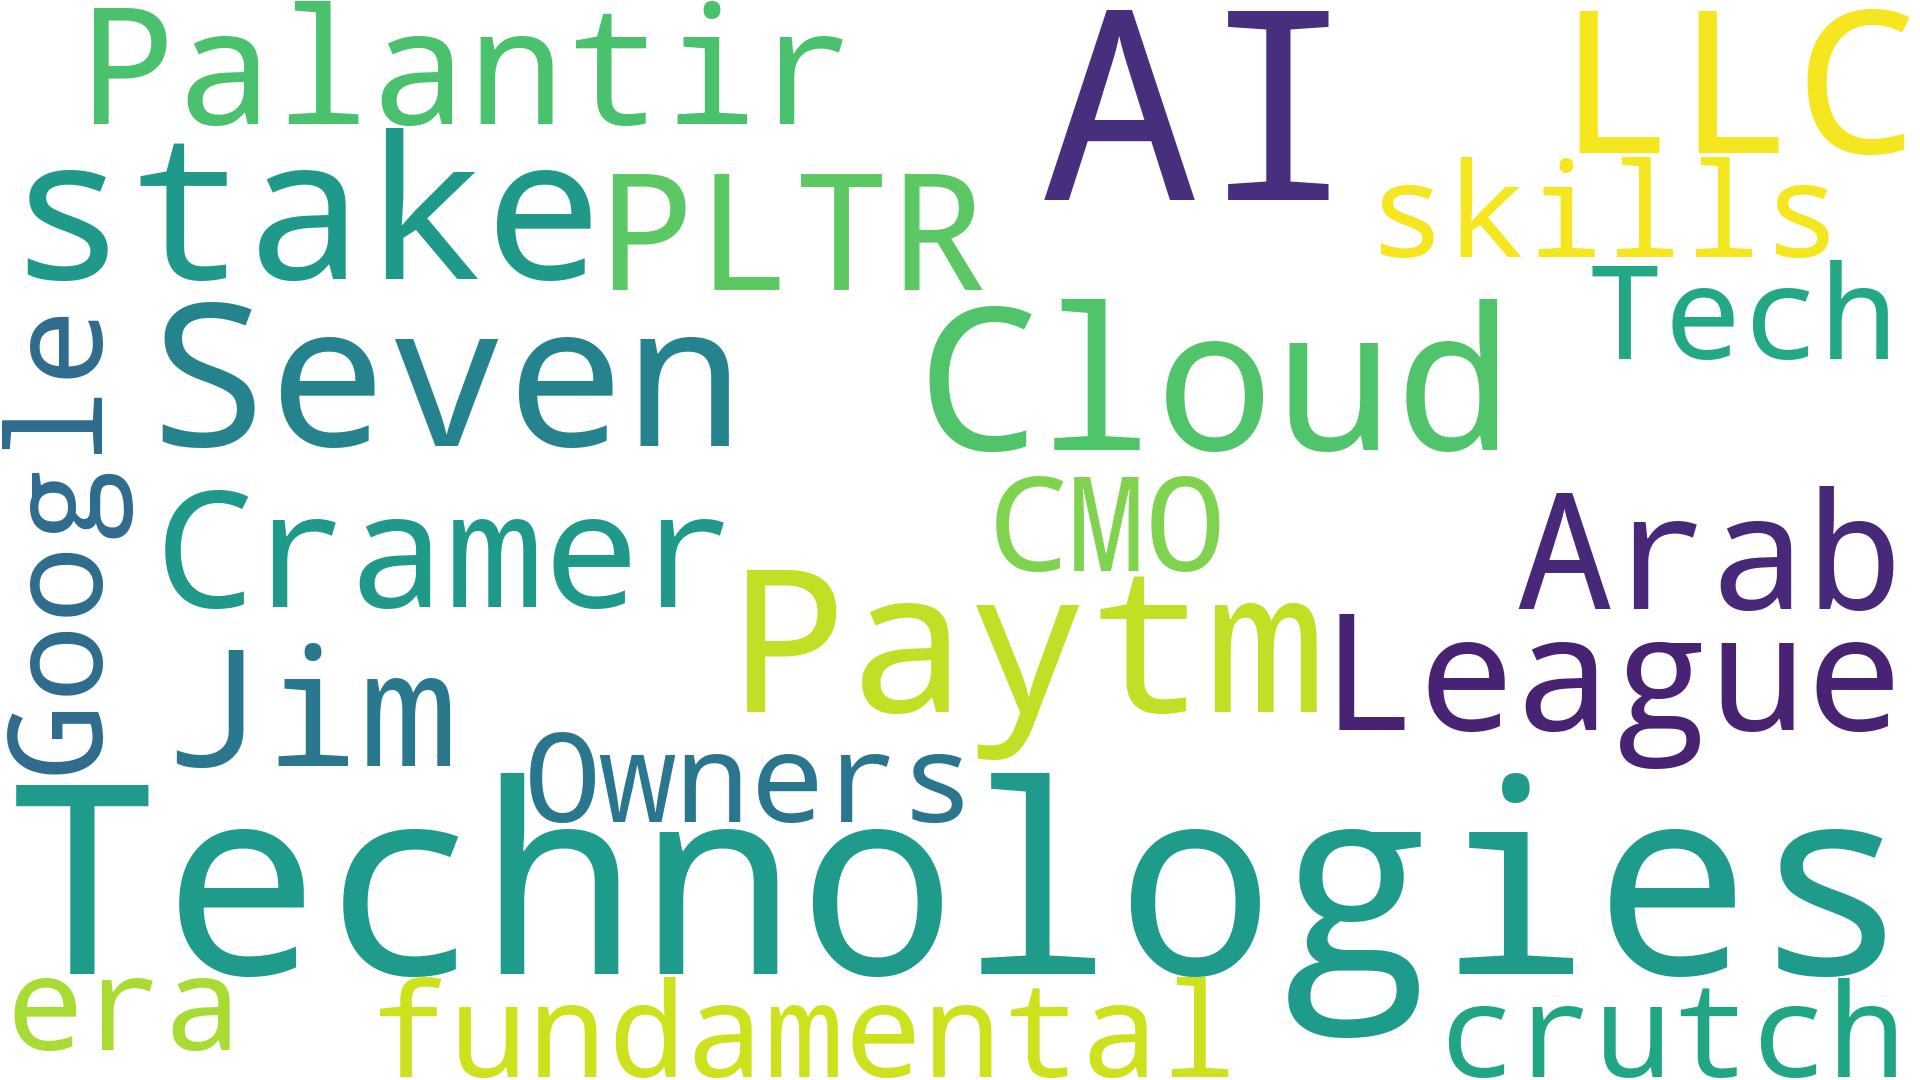 Palantir
AI
LLC
stake
PLTR
skills
Tech
Google
Seven
Cloud
Cramer
CMO
Arab
Paytm
League
Jim
Owners
Technologies
era
fundamental
crutch